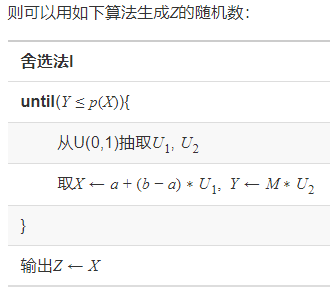 则可以用如下算法生成Z的随机数：
舍选法I
until(Y ≤ p(X)){
从U(0,1)抽取U₁, U₂
取X ← a + (b − a) * U₁, Y ← M * U₂
}
输出Z ← X